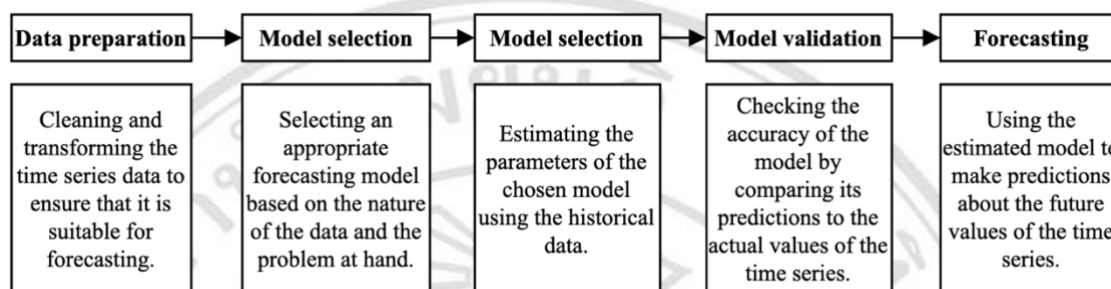 Data preparation
Model selection
Model selection
Model validation
Forecasting
Cleaning and
transforming the
time series data to
ensure that it is
suitable for
forecasting.
Selecting an
appropriate
forecasting model
based on the nature
of the data and the
problem at hand.
Estimating the
parameters of the
chosen model
using the historical
data.
Checking the
accuracy of the
model by
comparing its
predictions to the
actual values of the
time series.
Using the
estimated model to
make predictions
about the future
values of the time
series.